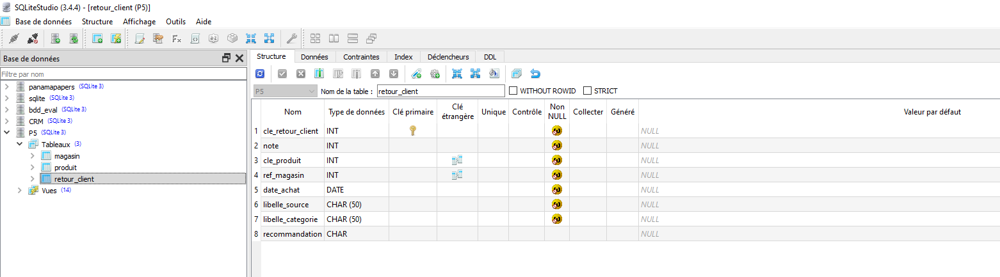 SQLiteStudio (3.4.4) - [retour_client (P5)]
Base de données Structure Affichage Outils Aide
Base de données
Filtre par nom
panamapapers (SQLite 3)
sqlite (SQLite 3)
bdd_eval (SQLite 3)
CRM (SQLite 3)
P5 (SQLite 3)
Tableaux (3)
magasin
produit
retour_client
Vues (14)
Structure Données Contraintes Index Déclencheurs DDL
P5 Nom de la table : retour_client WITHOUT ROWID STRICT
Nom Type de données Clé primaire Clé étrangère Unique Contrôle Non NULL Collecter Généré Valeur par défaut
1 cle_retour_client INT NULL
2 note INT NULL
3 cle_produit INT NULL
4 ref_magasin INT NULL
5 date_achat DATE NULL
6 libelle_source CHAR (50) NULL
7 libelle_categorie CHAR (50) NULL
8 recommandation CHAR NULL